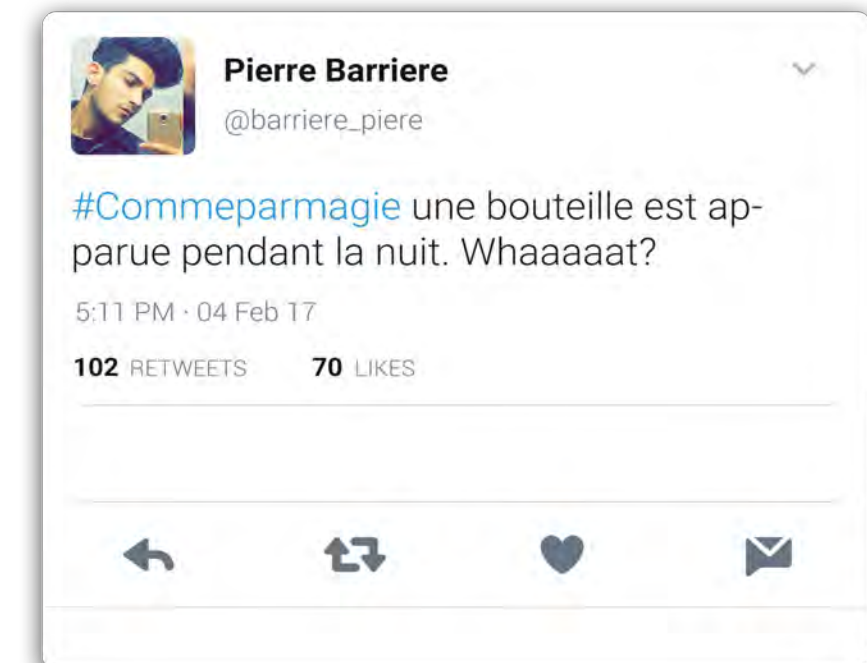 Pierre Barriere
@barriere_piere
#Commeparmagie une bouteille est ap-
parue pendant la nuit. Whaaaaat?
5:11 PM · 04 Feb 17
102 RETWEETS 70 LIKES